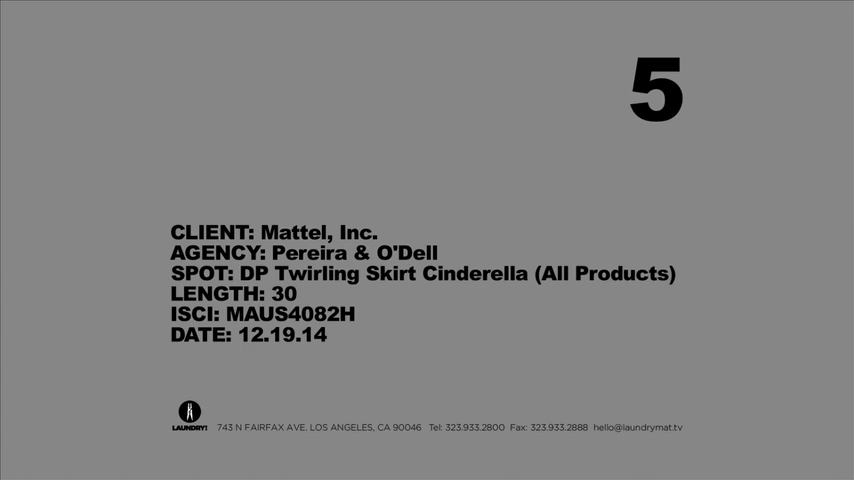 5
CLIENT: Mattel, Inc.
AGENCY: Pereira & O'Dell
SPOT: DP Twirling Skirt Cinderella (All Products)
LENGTH: 30
ISCI: MAUS4082H
DATE: 12.19.14
LAUNDRY! 743 N FAIRFAX AVE. LOS ANGELES, CA 90046 Tel: 323.933.2800 Fax: 323.933.2888 hello@laundrymat.tv